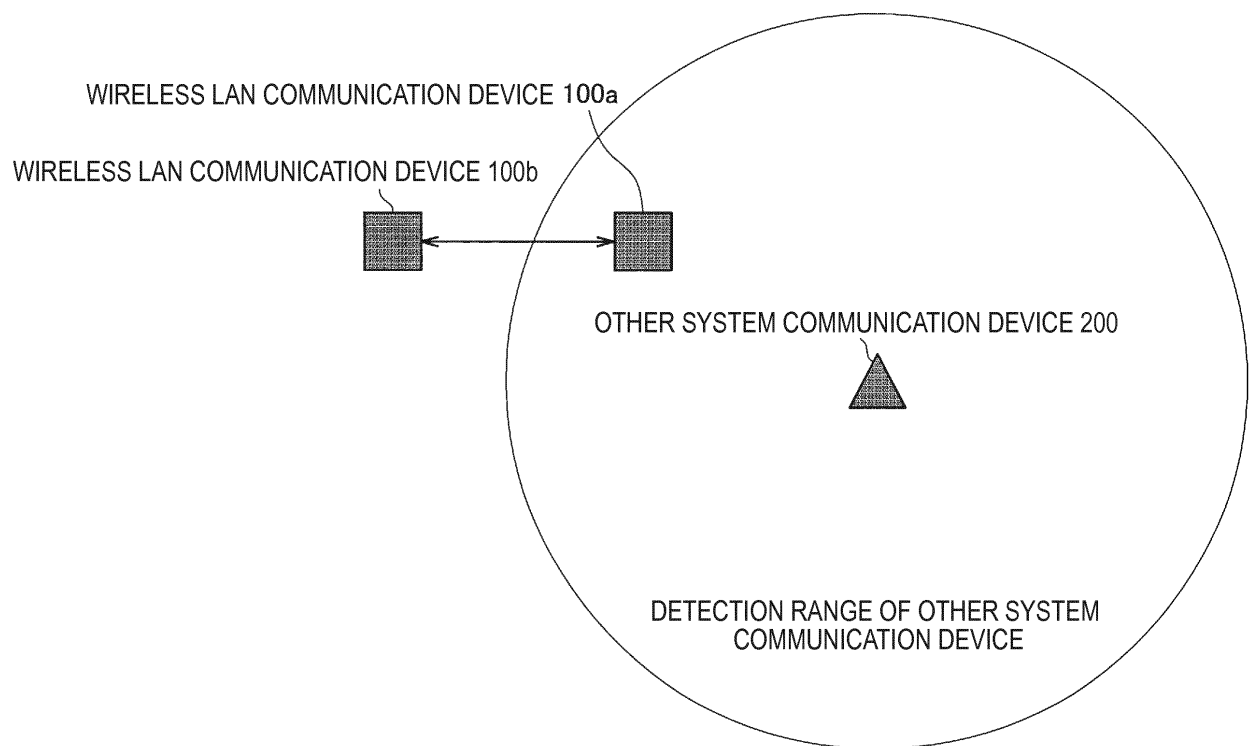 WIRELESS LAN COMMUNICATION DEVICE 100a
WIRELESS LAN COMMUNICATION DEVICE 100b
OTHER SYSTEM COMMUNICATION DEVICE 200
DETECTION RANGE OF OTHER SYSTEM
COMMUNICATION DEVICE